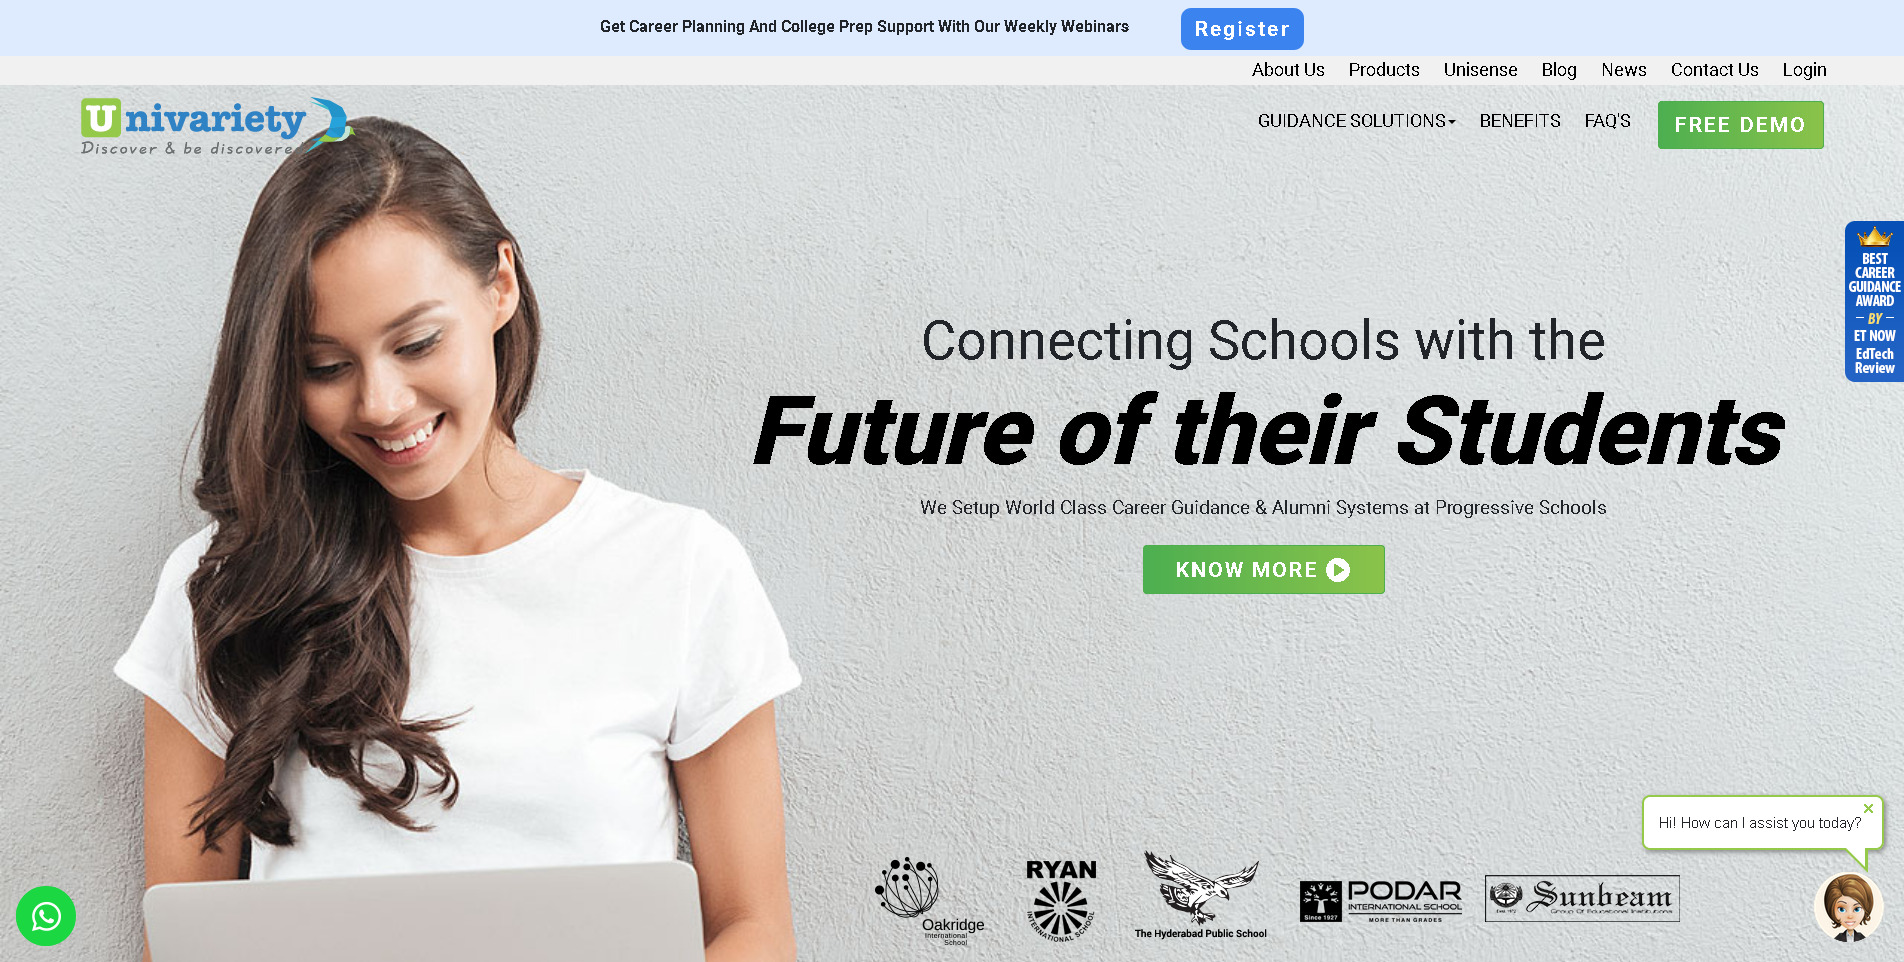 Get Career Planning And College Prep Support With Our Weekly Webinars
Register
About Us Products Unisense Blog News Contact Us Login
Univariety
Discover & be discovered
GUIDANCE SOLUTIONS BENEFITS FAQ'S FREE DEMO
BEST
CAREER
GUIDANCE
AWARD
– BY –
ET NOW
EdTech
Review
Connecting Schools with the
Future of their Students
We Setup World Class Career Guidance & Alumni Systems at Progressive Schools
KNOW MORE
Hi! How can I assist you today?
Oakridge
International
School
RYAN
INTERNATIONAL SCHOOL
The Hyderabad Public School
Since 1927
PODAR
INTERNATIONAL SCHOOL
MORE THAN GRADES
Sunbeam
Group Of Educational Institutions